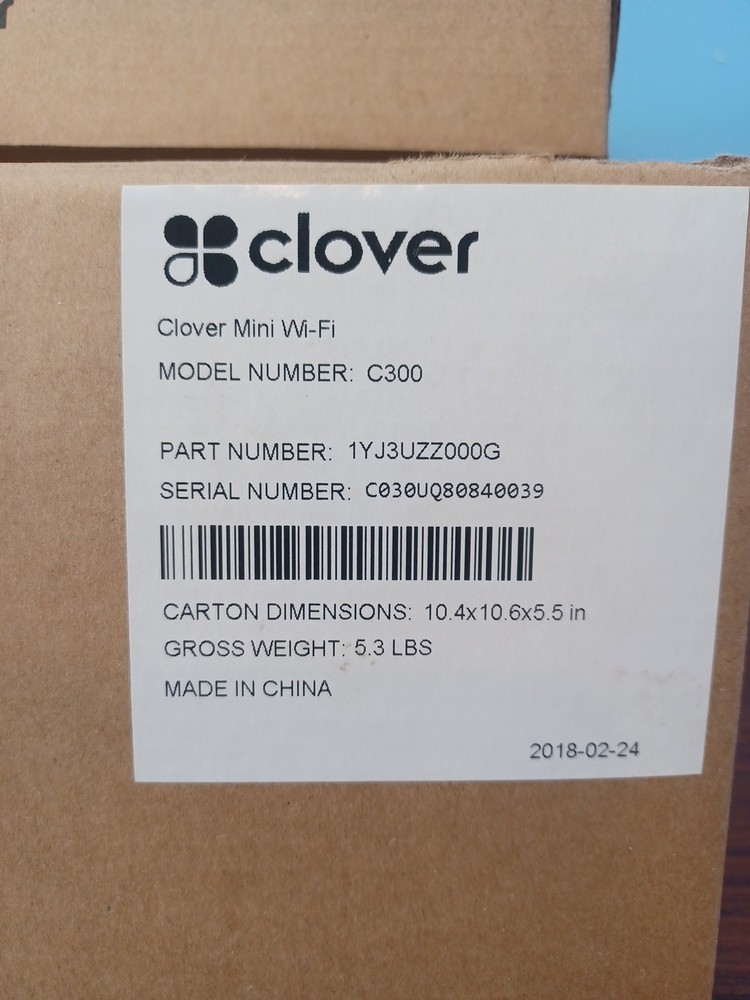 clover
Clover Mini Wi-Fi
MODEL NUMBER: C300
PART NUMBER: 1YJ3UZZ000G
SERIAL NUMBER: C030UQ80840039
CARTON DIMENSIONS: 10.4x10.6x5.5 in
GROSS WEIGHT: 5.3 LBS
MADE IN CHINA
2018-02-24